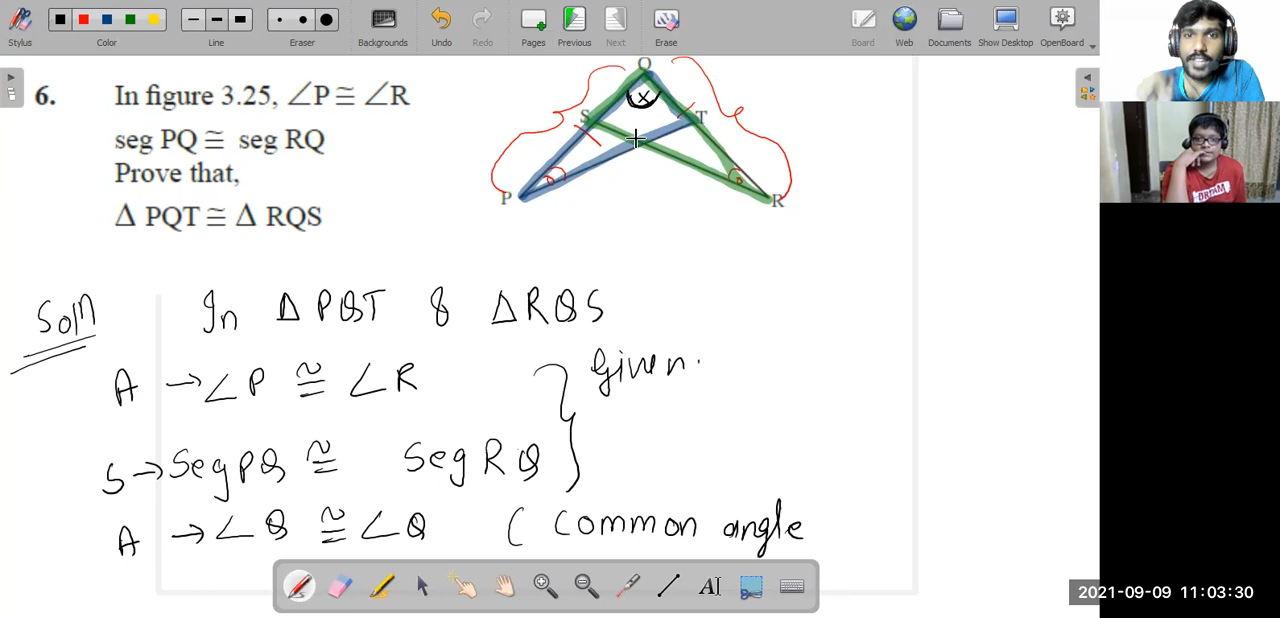 Stylus Color Line Eraser Backgrounds Undo Redo Pages Previous Next Erase Board Web Documents Show Desktop OpenBoard
6. In figure 3.25, ∠P ≅ ∠R
seg PQ ≅ seg RQ
Prove that,
Δ PQT ≅ Δ RQS
Q
x
S
T
P
R
Soln
In Δ PQT & Δ RQS
A → ∠P ≅ ∠R
Given.
S → Seg PQ ≅ Seg RQ
A → ∠Q ≅ ∠Q ( Common angle
AI
2021-09-09 11:03:30